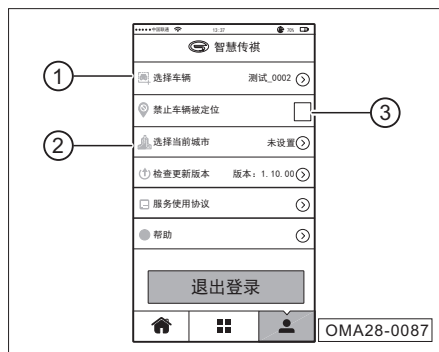 中国联通 13:37 70%
智慧传祺
① 选择车辆 测试_0002
禁止车辆被定位 ③
② 选择当前城市 未设置
检查更新版本 版本：1.10.00
服务使用协议
帮助
退出登录
OMA28-0087